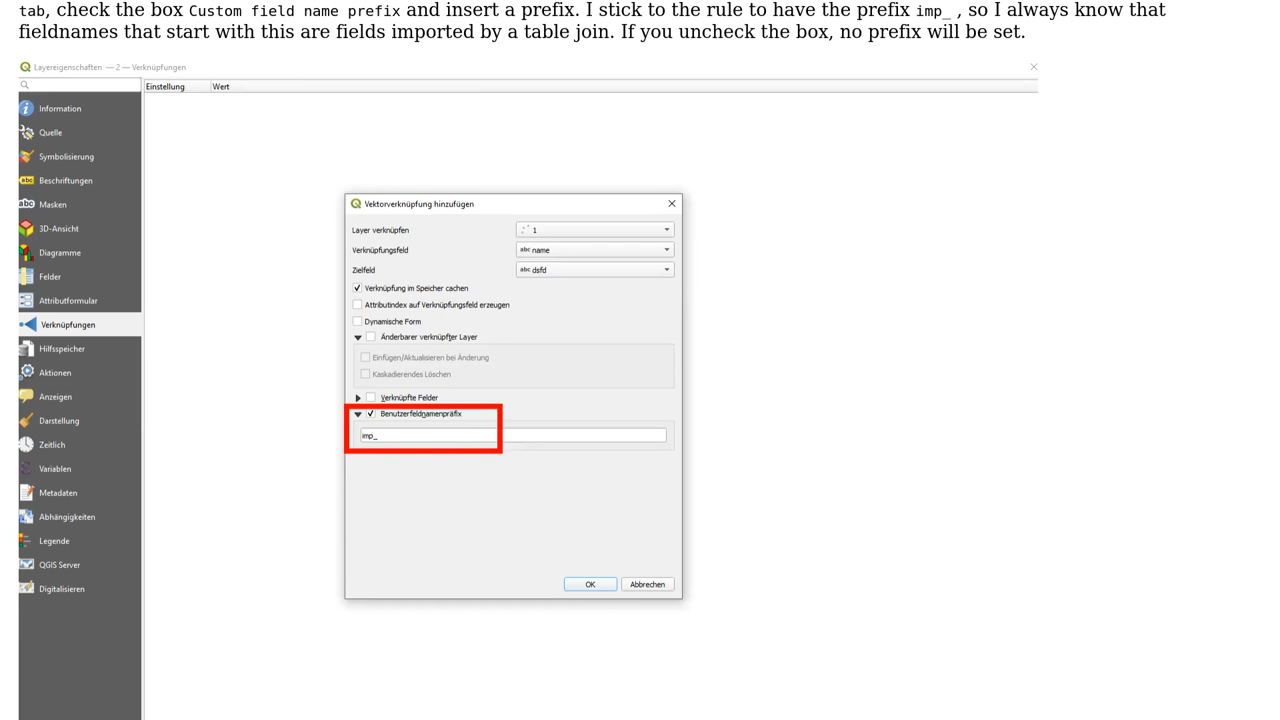 tab, check the box Custom field name prefix and insert a prefix. I stick to the rule to have the prefix imp_ , so I always know that
fieldnames that start with this are fields imported by a table join. If you uncheck the box, no prefix will be set.
Layereigenschaften — 2 — Verknüpfungen
Einstellung Wert
Information
Quelle
Symbolisierung
abc Beschriftungen
abc Masken
3D-Ansicht
Diagramme
Felder
Attributformular
Verknüpfungen
Hilfsspeicher
Aktionen
Anzeigen
Darstellung
Zeitlich
Variablen
Metadaten
Abhängigkeiten
Legende
QGIS Server
Digitalisieren
Vektorverknüpfung hinzufügen
Layer verknüpfen 1
Verknüpfungsfeld abc name
Zielfeld abc dsfd
Verknüpfung im Speicher cachen
Attributindex auf Verknüpfungsfeld erzeugen
Dynamische Form
Änderbarer verknüpfter Layer
Einfügen/Aktualisieren bei Änderung
Kaskadierendes Löschen
Verknüpfte Felder
Benutzerfeldnamenpräfix
imp_
OK Abbrechen